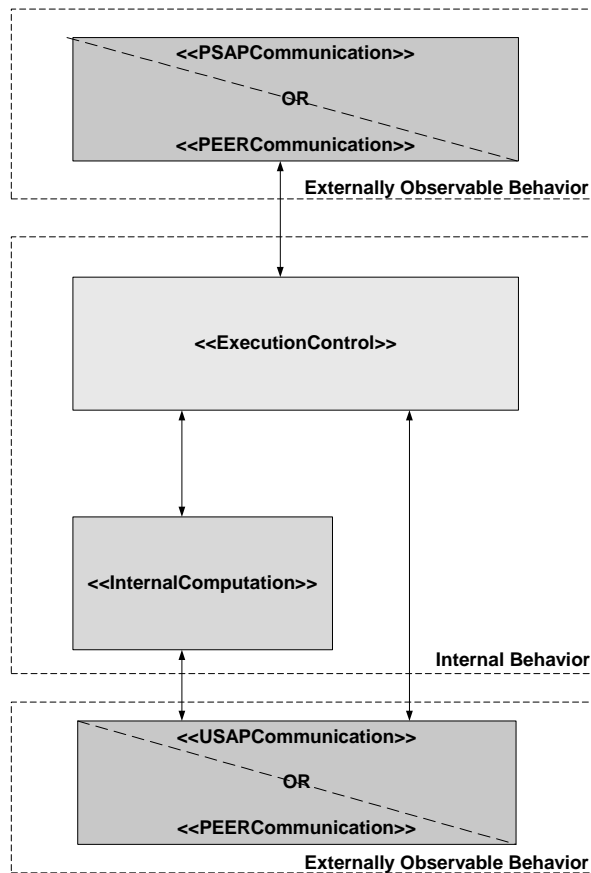 <<PSAPCommunication>>
OR
<<PEERCommunication>>
Externally Observable Behavior
<<ExecutionControl>>
<<InternalComputation>>
Internal Behavior
<<USAPCommunication>>
OR
<<PEERCommunication>>
Externally Observable Behavior